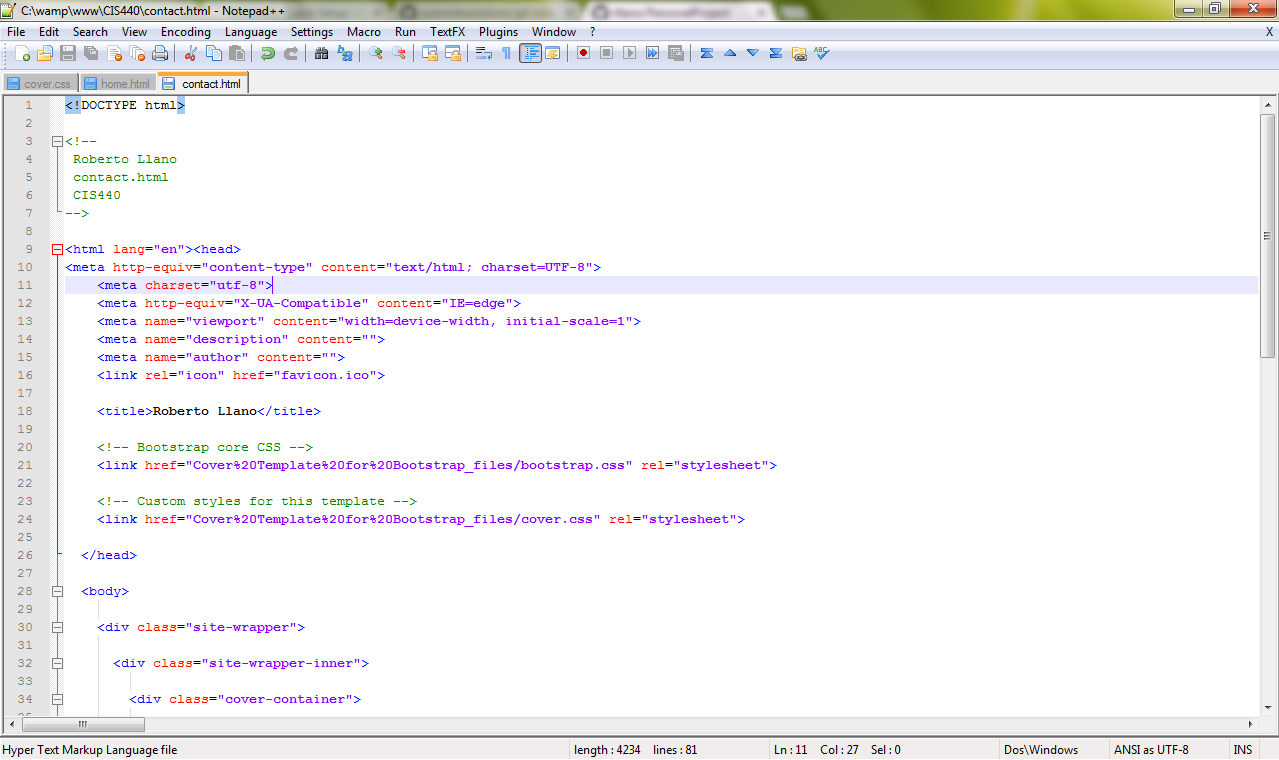 C:\wamp\www\CIS440\contact.html - Notepad++
File Edit Search View Encoding Language Settings Macro Run TextFX Plugins Window ? X
cover.css home.html contact.html
1 <!DOCTYPE html>
2
3 <!--
4 Roberto Llano
5 contact.html
6 CIS440
7 -->
8
9 <html lang="en"><head>
10 <meta http-equiv="content-type" content="text/html; charset=UTF-8">
11 <meta charset="utf-8">
12 <meta http-equiv="X-UA-Compatible" content="IE=edge">
13 <meta name="viewport" content="width=device-width, initial-scale=1">
14 <meta name="description" content="">
15 <meta name="author" content="">
16 <link rel="icon" href="favicon.ico">
17
18 <title>Roberto Llano</title>
19
20 <!-- Bootstrap core CSS -->
21 <link href="Cover%20Template%20for%20Bootstrap_files/bootstrap.css" rel="stylesheet">
22
23 <!-- Custom styles for this template -->
24 <link href="Cover%20Template%20for%20Bootstrap_files/cover.css" rel="stylesheet">
25
26 </head>
27
28 <body>
29
30 <div class="site-wrapper">
31
32 <div class="site-wrapper-inner">
33
34 <div class="cover-container">
Hyper Text Markup Language file length : 4234 lines : 81 Ln : 11 Col : 27 Sel : 0 Dos\Windows ANSI as UTF-8 INS